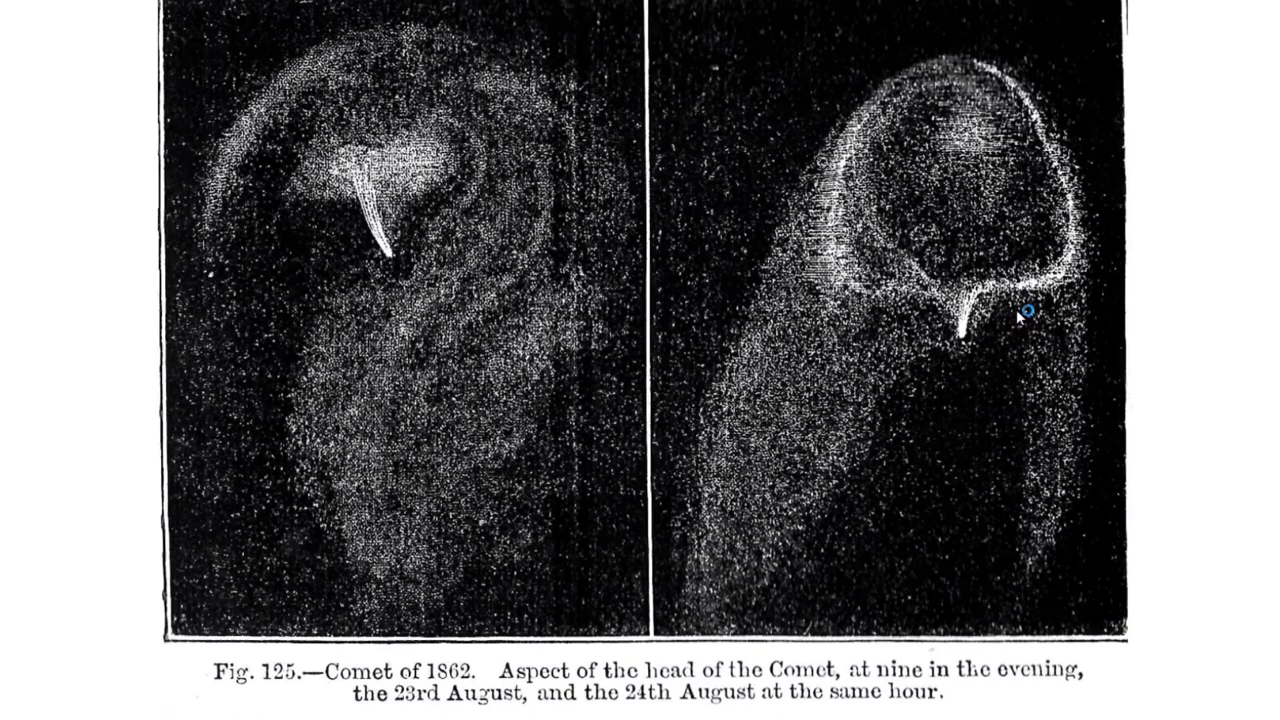 Fig. 125.—Comet of 1862. Aspect of the head of the Comet, at nine in the evening,
the 23rd August, and the 24th August at the same hour.